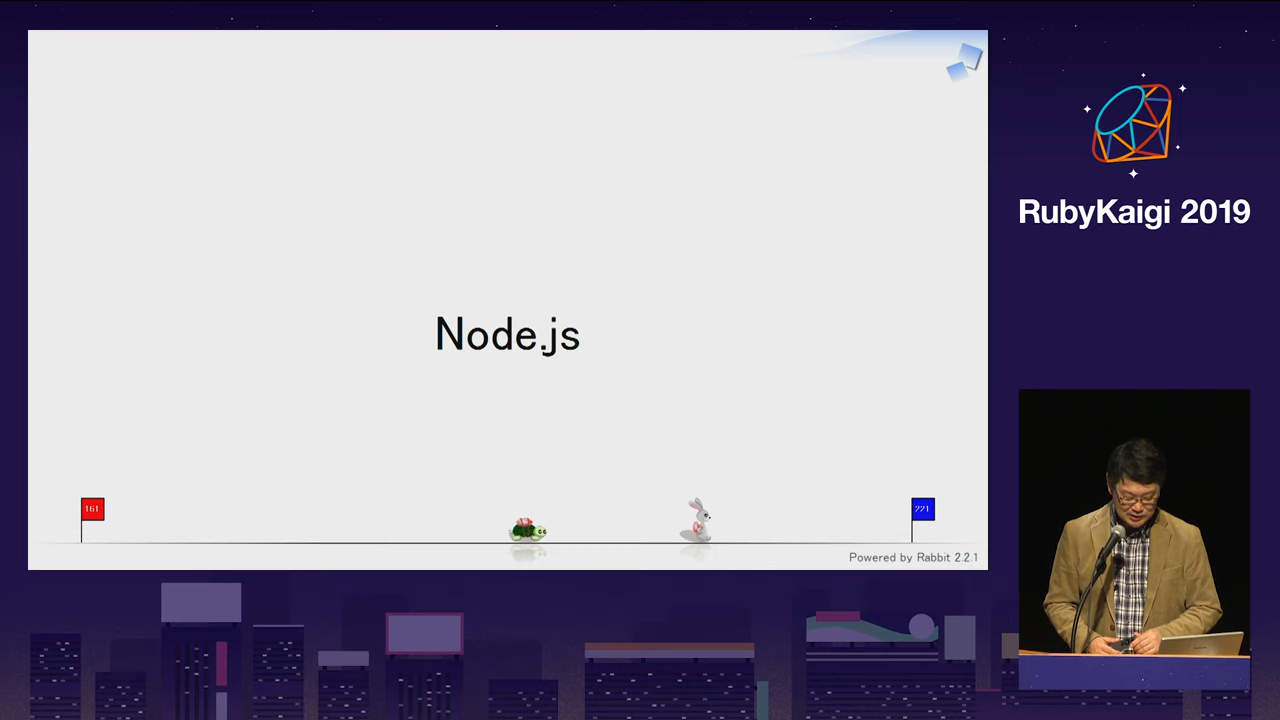 Node.js
161
221
Powered by Rabbit 2.2.1
RubyKaigi 2019